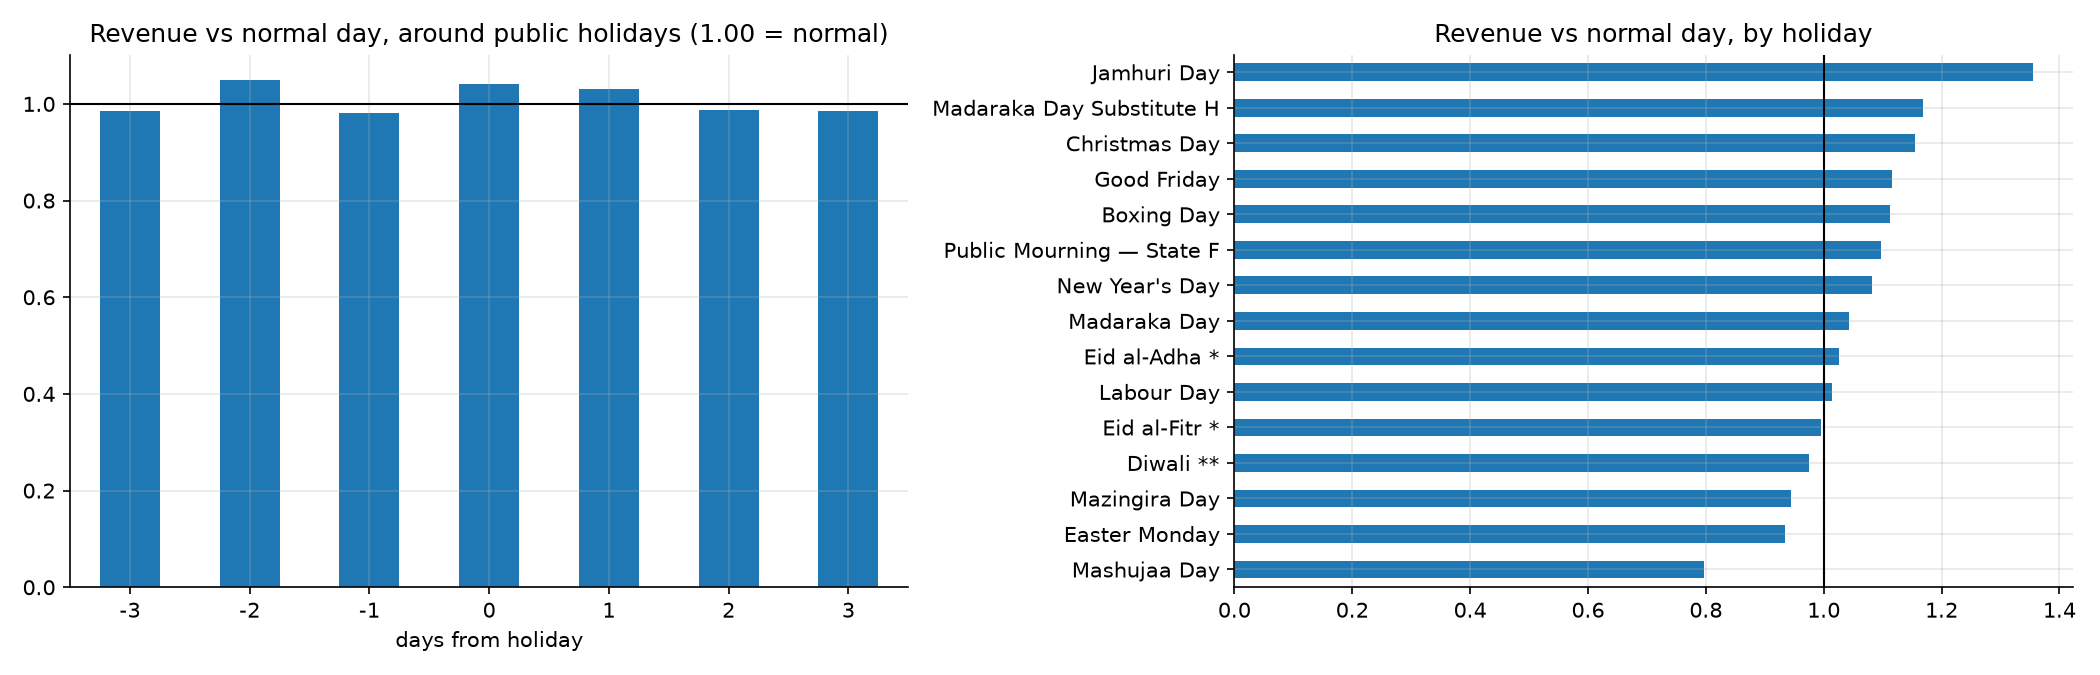 Revenue vs normal day, around public holidays (1.00 = normal)
1.0
0.8
0.6
0.4
0.2
0.0
-3 -2 -1 0 1 2 3
days from holiday
Revenue vs normal day, by holiday
Jamhuri Day
Madaraka Day Substitute H
Christmas Day
Good Friday
Boxing Day
Public Mourning — State F
New Year's Day
Madaraka Day
Eid al-Adha *
Labour Day
Eid al-Fitr *
Diwali **
Mazingira Day
Easter Monday
Mashujaa Day
0.0 0.2 0.4 0.6 0.8 1.0 1.2 1.4